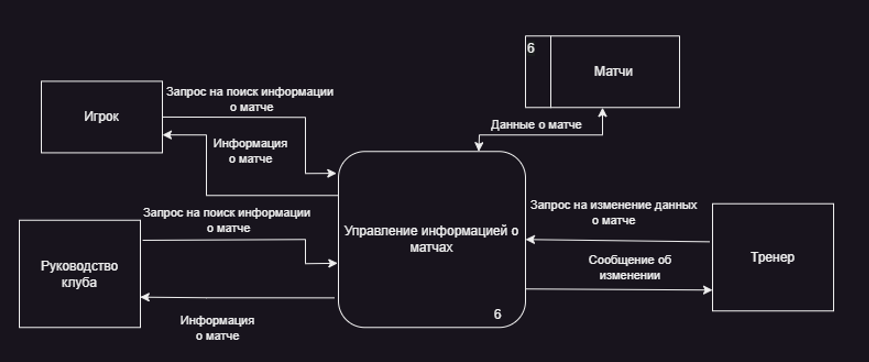 6
Матчи
Запрос на поиск информации
о матче
Игрок
Данные о матче
Информация
о матче
Запрос на поиск информации
о матче
Запрос на изменение данных
о матче
Управление информацией о
матчах
Руководство
клуба
Сообщение об
изменении
Тренер
Информация
о матче
6